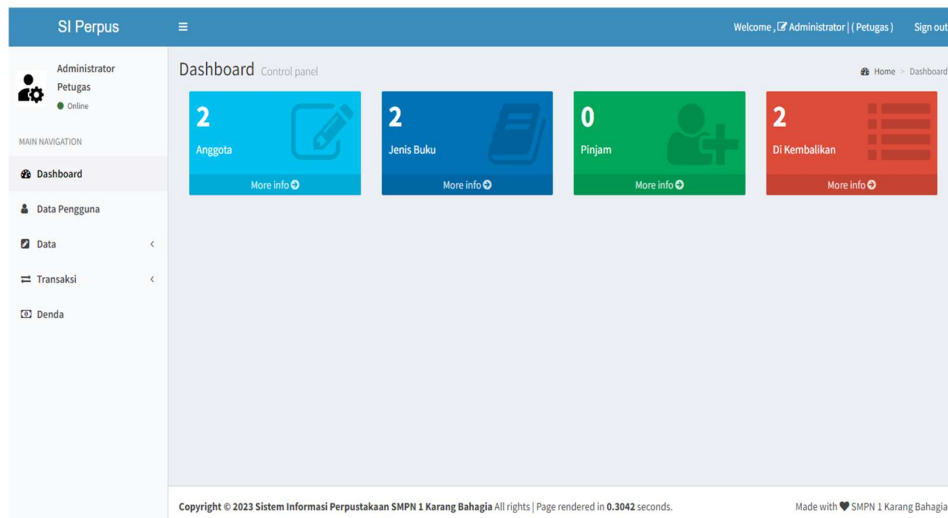 SI Perpus
Welcome , Administrator | ( Petugas ) Sign out
Administrator
Petugas
Online
MAIN NAVIGATION
Dashboard
Data Pengguna
Data
Transaksi
Denda
Dashboard Control panel
Home > Dashboard
2
Anggota
More info
2
Jenis Buku
More info
0
Pinjam
More info
2
Di Kembalikan
More info
Copyright © 2023 Sistem Informasi Perpustakaan SMPN 1 Karang Bahagia All rights | Page rendered in 0.3042 seconds.
Made with ♥ SMPN 1 Karang Bahagia